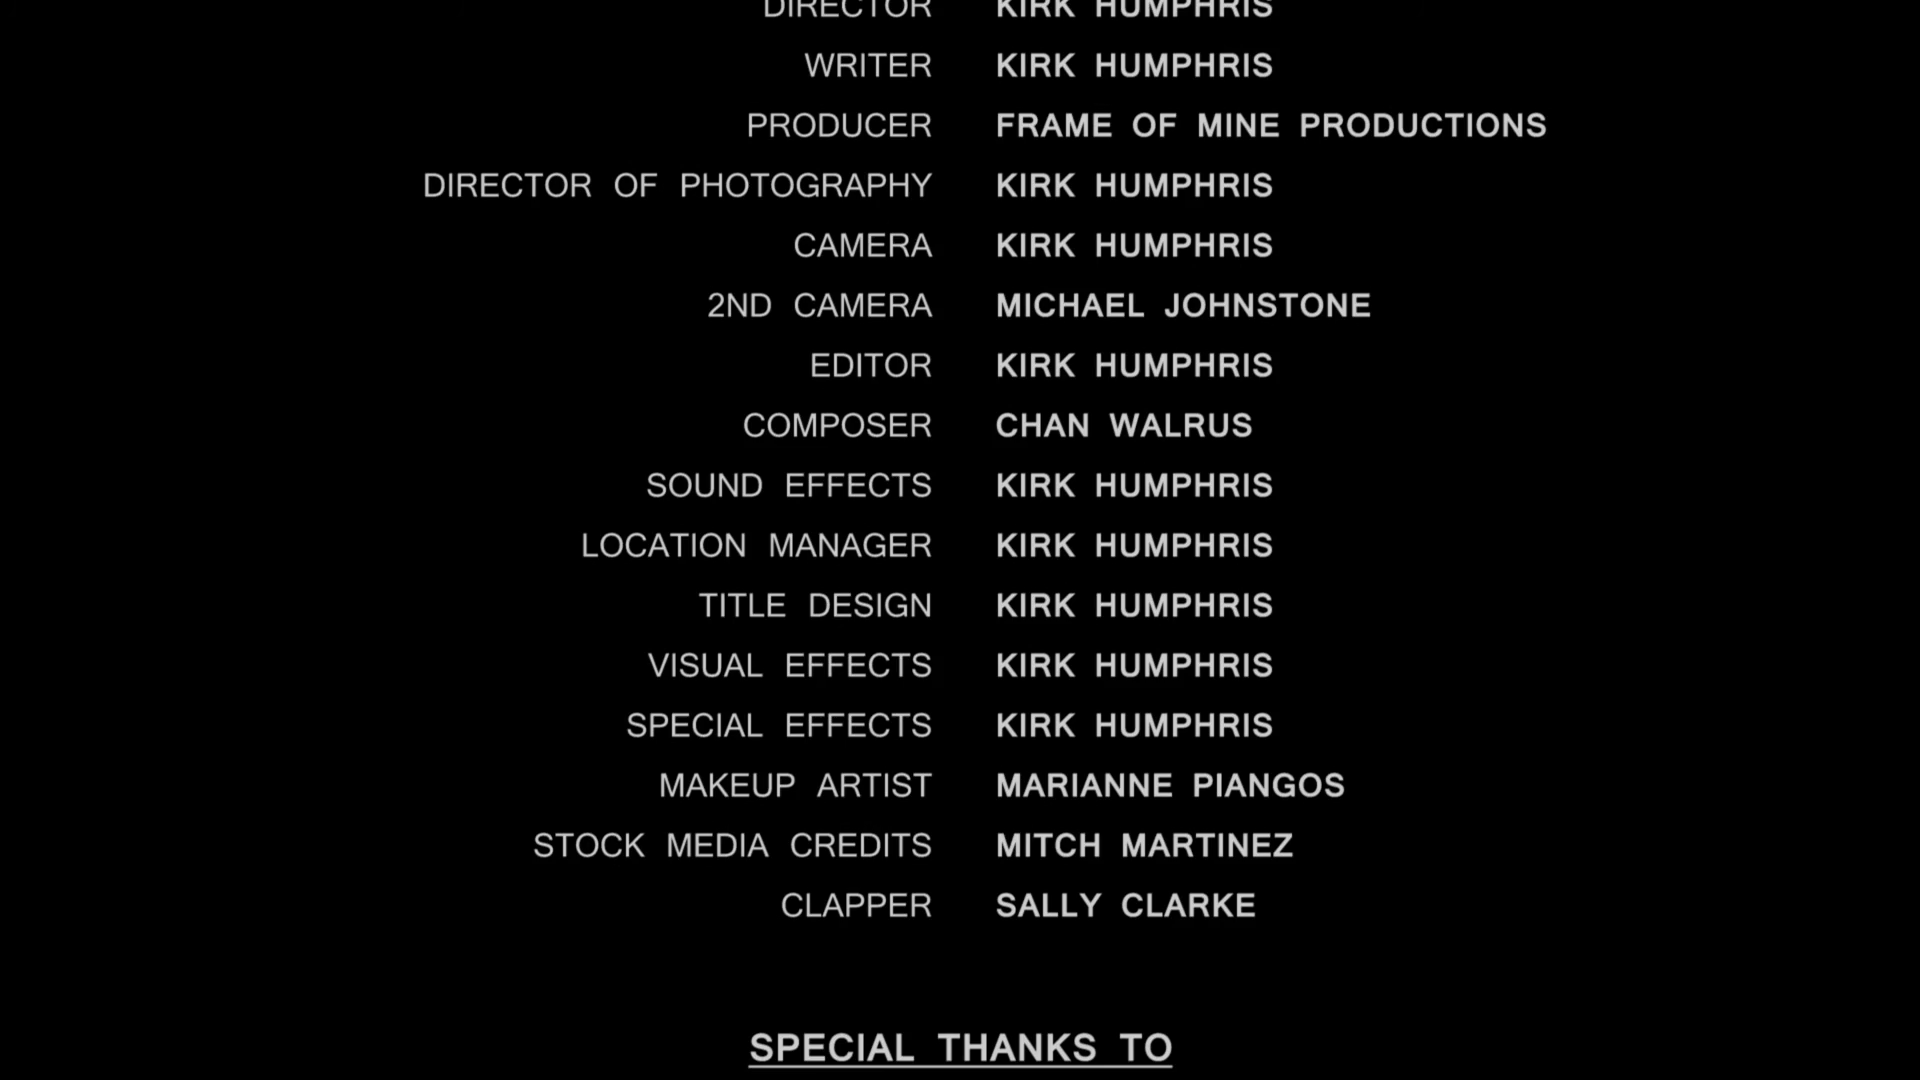 DIRECTOR KIRK HUMPHRIS
WRITER KIRK HUMPHRIS
PRODUCER FRAME OF MINE PRODUCTIONS
DIRECTOR OF PHOTOGRAPHY KIRK HUMPHRIS
CAMERA KIRK HUMPHRIS
2ND CAMERA MICHAEL JOHNSTONE
EDITOR KIRK HUMPHRIS
COMPOSER CHAN WALRUS
SOUND EFFECTS KIRK HUMPHRIS
LOCATION MANAGER KIRK HUMPHRIS
TITLE DESIGN KIRK HUMPHRIS
VISUAL EFFECTS KIRK HUMPHRIS
SPECIAL EFFECTS KIRK HUMPHRIS
MAKEUP ARTIST MARIANNE PIANGOS
STOCK MEDIA CREDITS MITCH MARTINEZ
CLAPPER SALLY CLARKE
SPECIAL THANKS TO